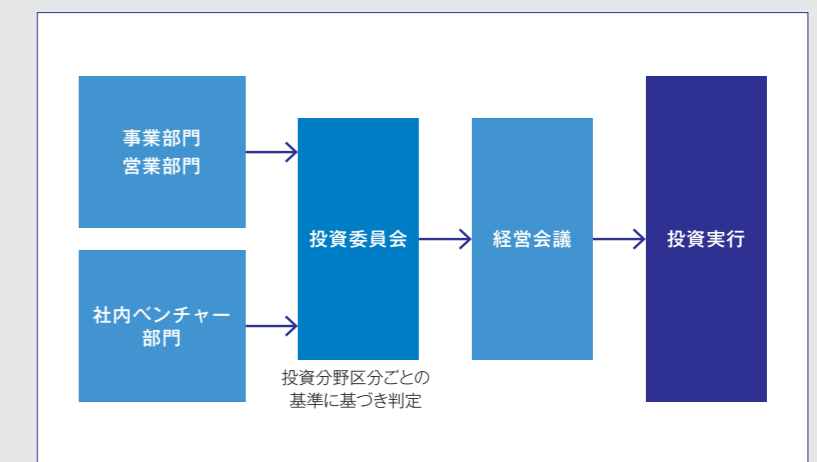 事業部門
営業部門
社内ベンチャー
部門
投資委員会
投資分野区分ごとの
基準に基づき判定
経営会議
投資実行